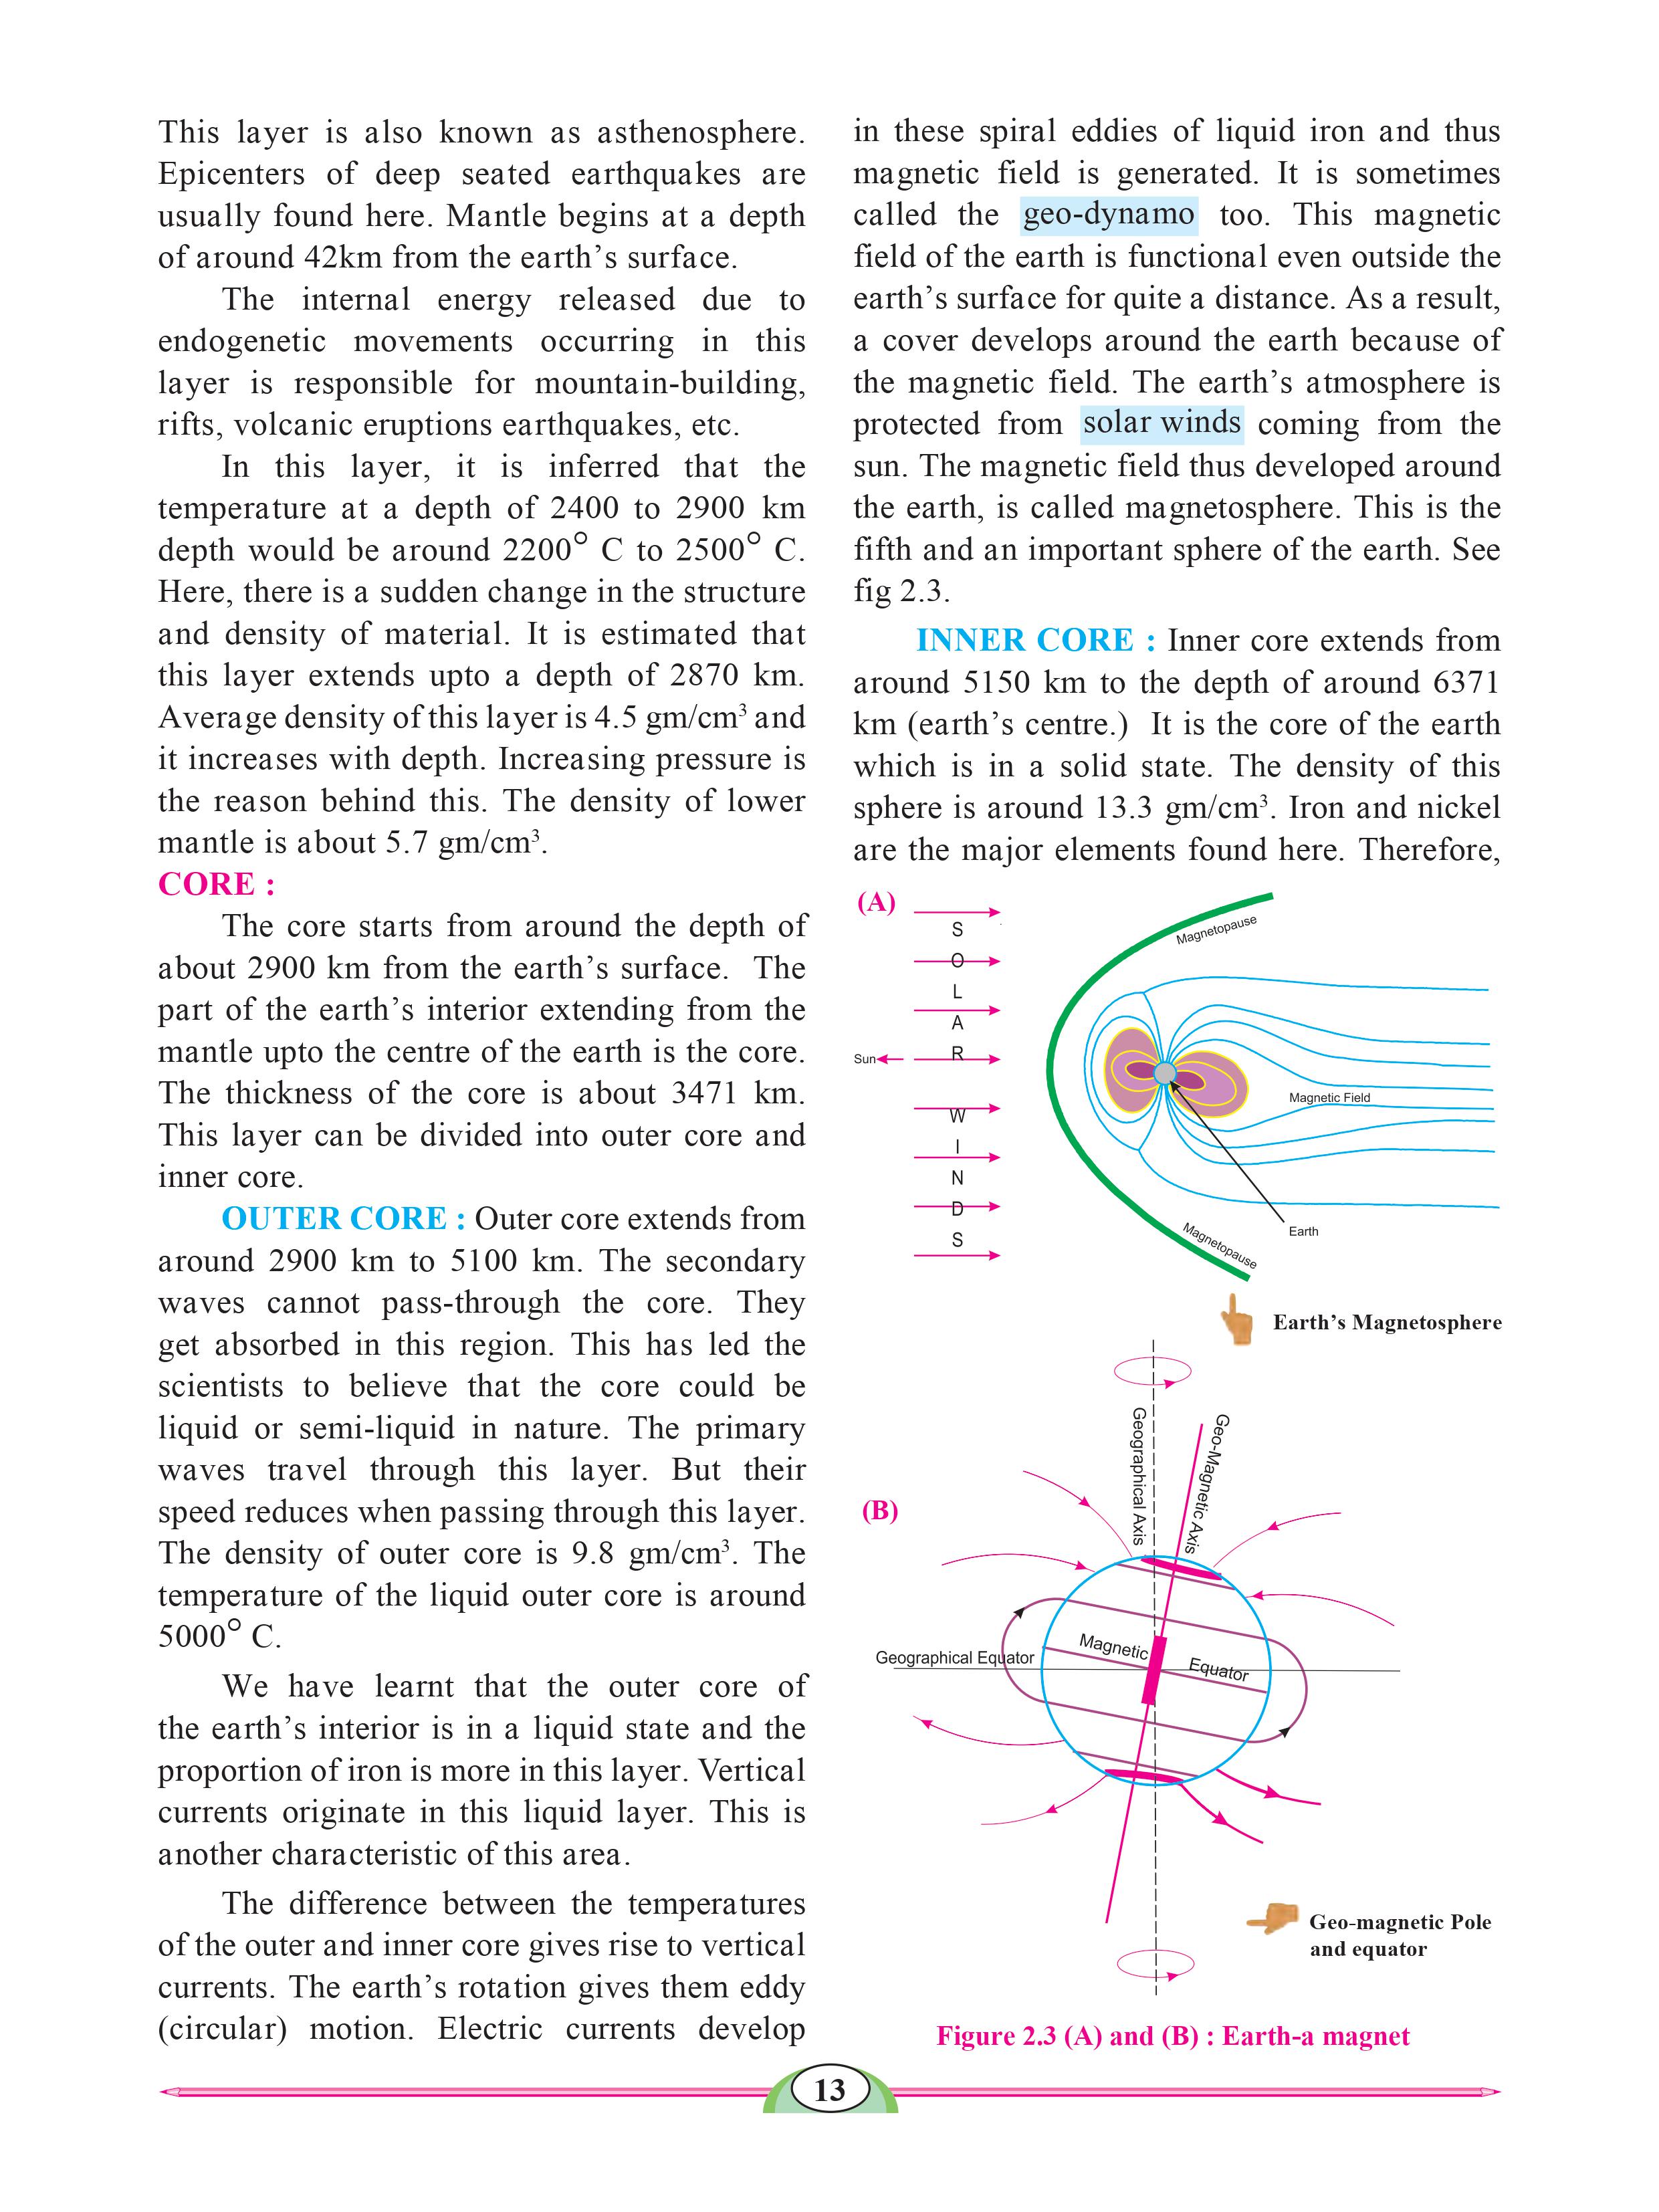 This layer is also known as asthenosphere.
Epicenters of deep seated earthquakes are
usually found here. Mantle begins at a depth
of around 42km from the earth’s surface.
The internal energy released due to
endogenetic movements occurring in this
layer is responsible for mountain-building,
rifts, volcanic eruptions earthquakes, etc.
In this layer, it is inferred that the
temperature at a depth of 2400 to 2900 km
depth would be around 2200° C to 2500° C.
Here, there is a sudden change in the structure
and density of material. It is estimated that
this layer extends upto a depth of 2870 km.
Average density of this layer is 4.5 gm/cm³ and
it increases with depth. Increasing pressure is
the reason behind this. The density of lower
mantle is about 5.7 gm/cm³.
CORE :
The core starts from around the depth of
about 2900 km from the earth’s surface. The
part of the earth’s interior extending from the
mantle upto the centre of the earth is the core.
The thickness of the core is about 3471 km.
This layer can be divided into outer core and
inner core.
OUTER CORE : Outer core extends from
around 2900 km to 5100 km. The secondary
waves cannot pass-through the core. They
get absorbed in this region. This has led the
scientists to believe that the core could be
liquid or semi-liquid in nature. The primary
waves travel through this layer. But their
speed reduces when passing through this layer.
The density of outer core is 9.8 gm/cm³. The
temperature of the liquid outer core is around
5000° C.
We have learnt that the outer core of
the earth’s interior is in a liquid state and the
proportion of iron is more in this layer. Vertical
currents originate in this liquid layer. This is
another characteristic of this area.
The difference between the temperatures
of the outer and inner core gives rise to vertical
currents. The earth’s rotation gives them eddy
(circular) motion. Electric currents develop
in these spiral eddies of liquid iron and thus
magnetic field is generated. It is sometimes
called the geo-dynamo too. This magnetic
field of the earth is functional even outside the
earth’s surface for quite a distance. As a result,
a cover develops around the earth because of
the magnetic field. The earth’s atmosphere is
protected from solar winds coming from the
sun. The magnetic field thus developed around
the earth, is called magnetosphere. This is the
fifth and an important sphere of the earth. See
fig 2.3.
INNER CORE : Inner core extends from
around 5150 km to the depth of around 6371
km (earth’s centre.) It is the core of the earth
which is in a solid state. The density of this
sphere is around 13.3 gm/cm³. Iron and nickel
are the major elements found here. Therefore,
(A)
SOLAR WINDS
Sun
Magnetopause
Magnetic Field
Earth
Magnetopause
Earth’s Magnetosphere
(B)
Geographical Axis
Geo-Magnetic Axis
Geographical Equator
Magnetic Equator
Geo-magnetic Pole
and equator
Figure 2.3 (A) and (B) : Earth-a magnet
13